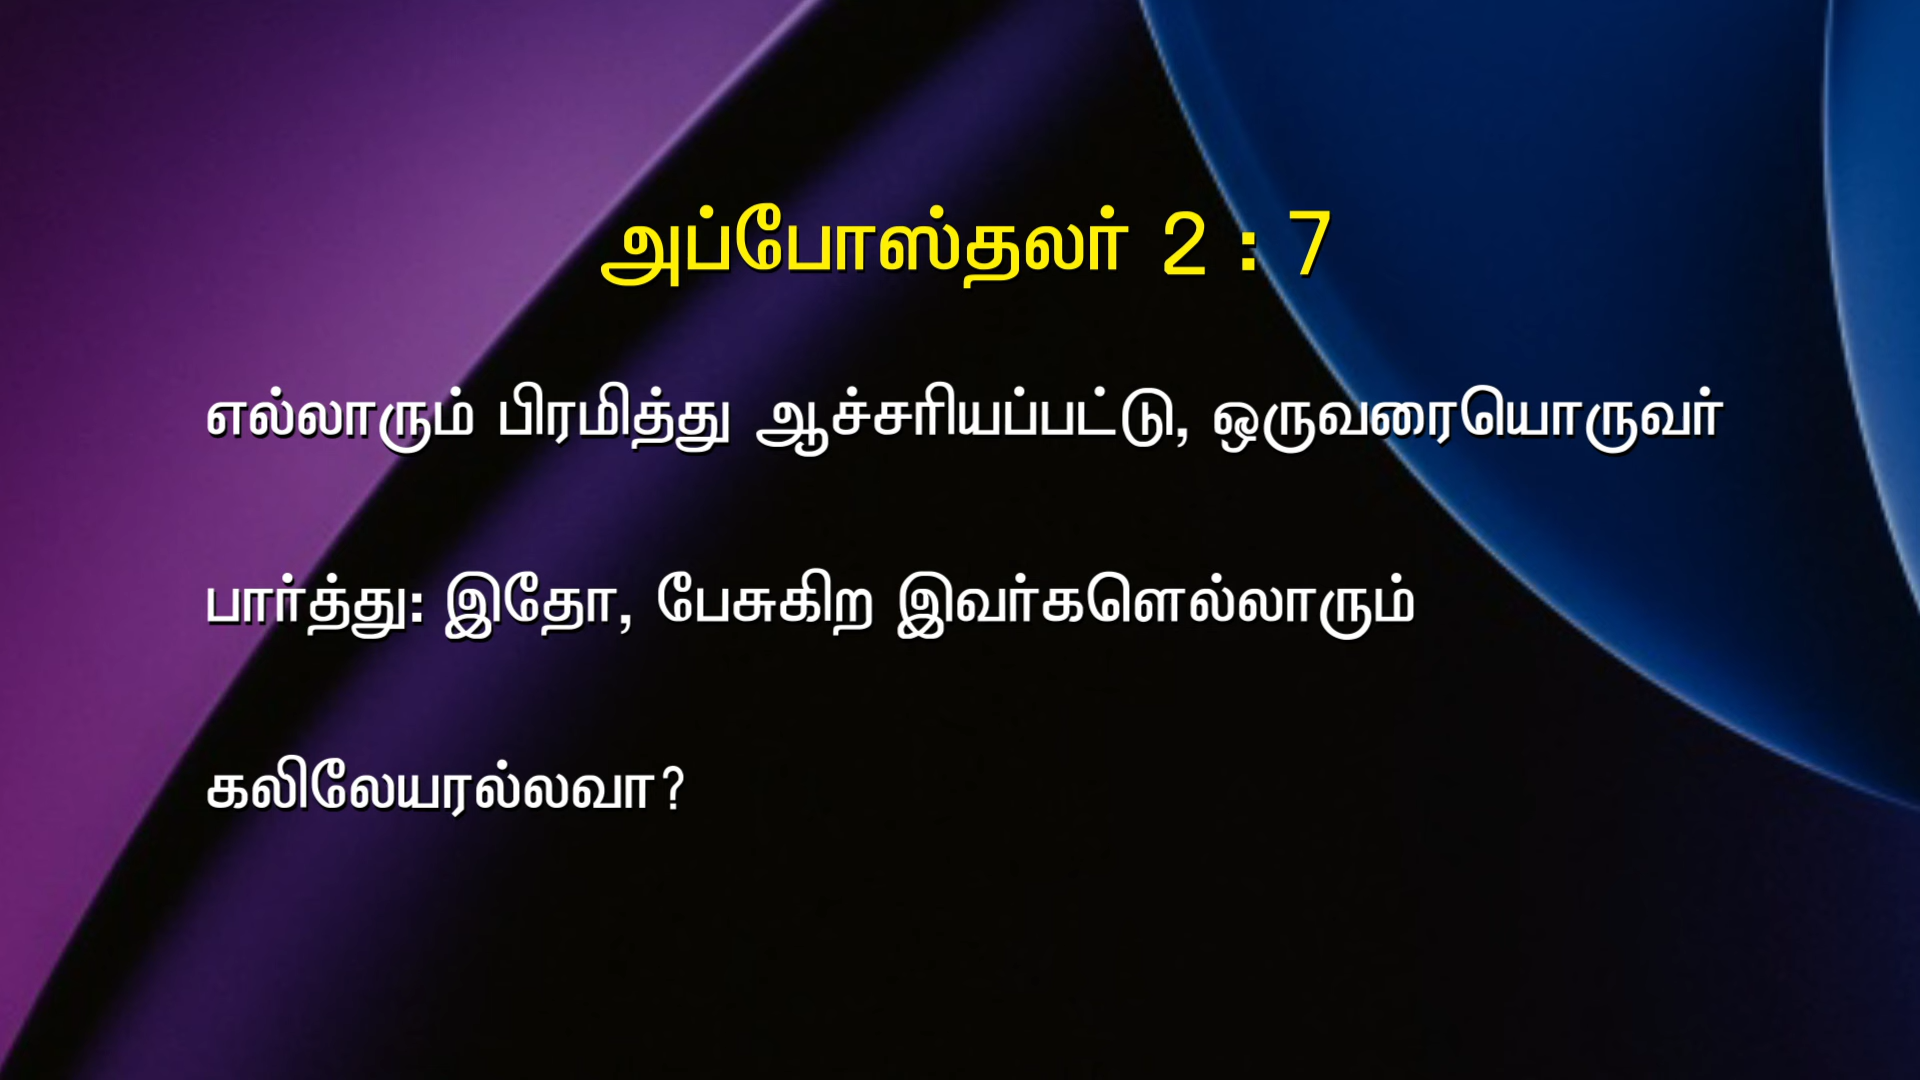 அப்போஸ்தலர் 2 : 7
எல்லாரும் பிரமித்து ஆச்சரியப்பட்டு, ஒருவரையொருவர்
பார்த்து: இதோ, பேசுகிற இவர்களெல்லாரும்
கலிலேயரல்லவா?